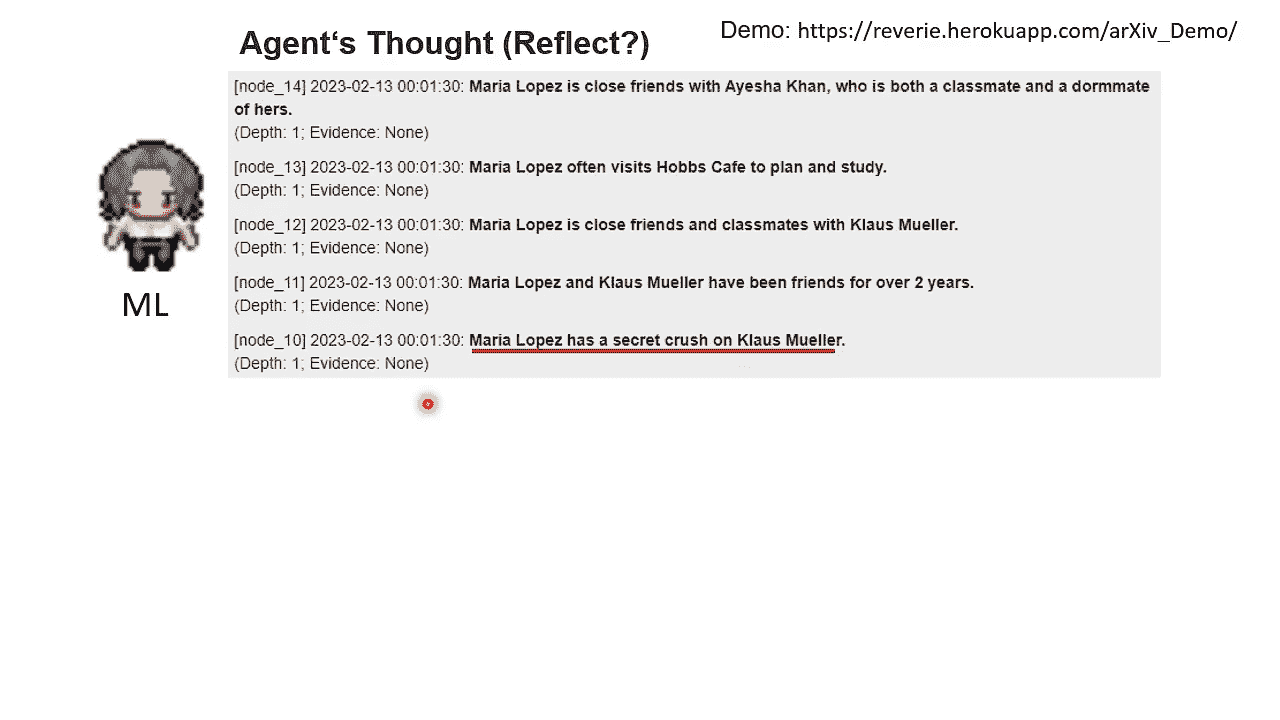 Agent‘s Thought (Reflect?)
Demo: https://reverie.herokuapp.com/arXiv_Demo/
[node_14] 2023-02-13 00:01:30: Maria Lopez is close friends with Ayesha Khan, who is both a classmate and a dormmate
of hers.
(Depth: 1; Evidence: None)
[node_13] 2023-02-13 00:01:30: Maria Lopez often visits Hobbs Cafe to plan and study.
(Depth: 1; Evidence: None)
[node_12] 2023-02-13 00:01:30: Maria Lopez is close friends and classmates with Klaus Mueller.
(Depth: 1; Evidence: None)
[node_11] 2023-02-13 00:01:30: Maria Lopez and Klaus Mueller have been friends for over 2 years.
(Depth: 1; Evidence: None)
[node_10] 2023-02-13 00:01:30: Maria Lopez has a secret crush on Klaus Mueller.
(Depth: 1; Evidence: None)
ML